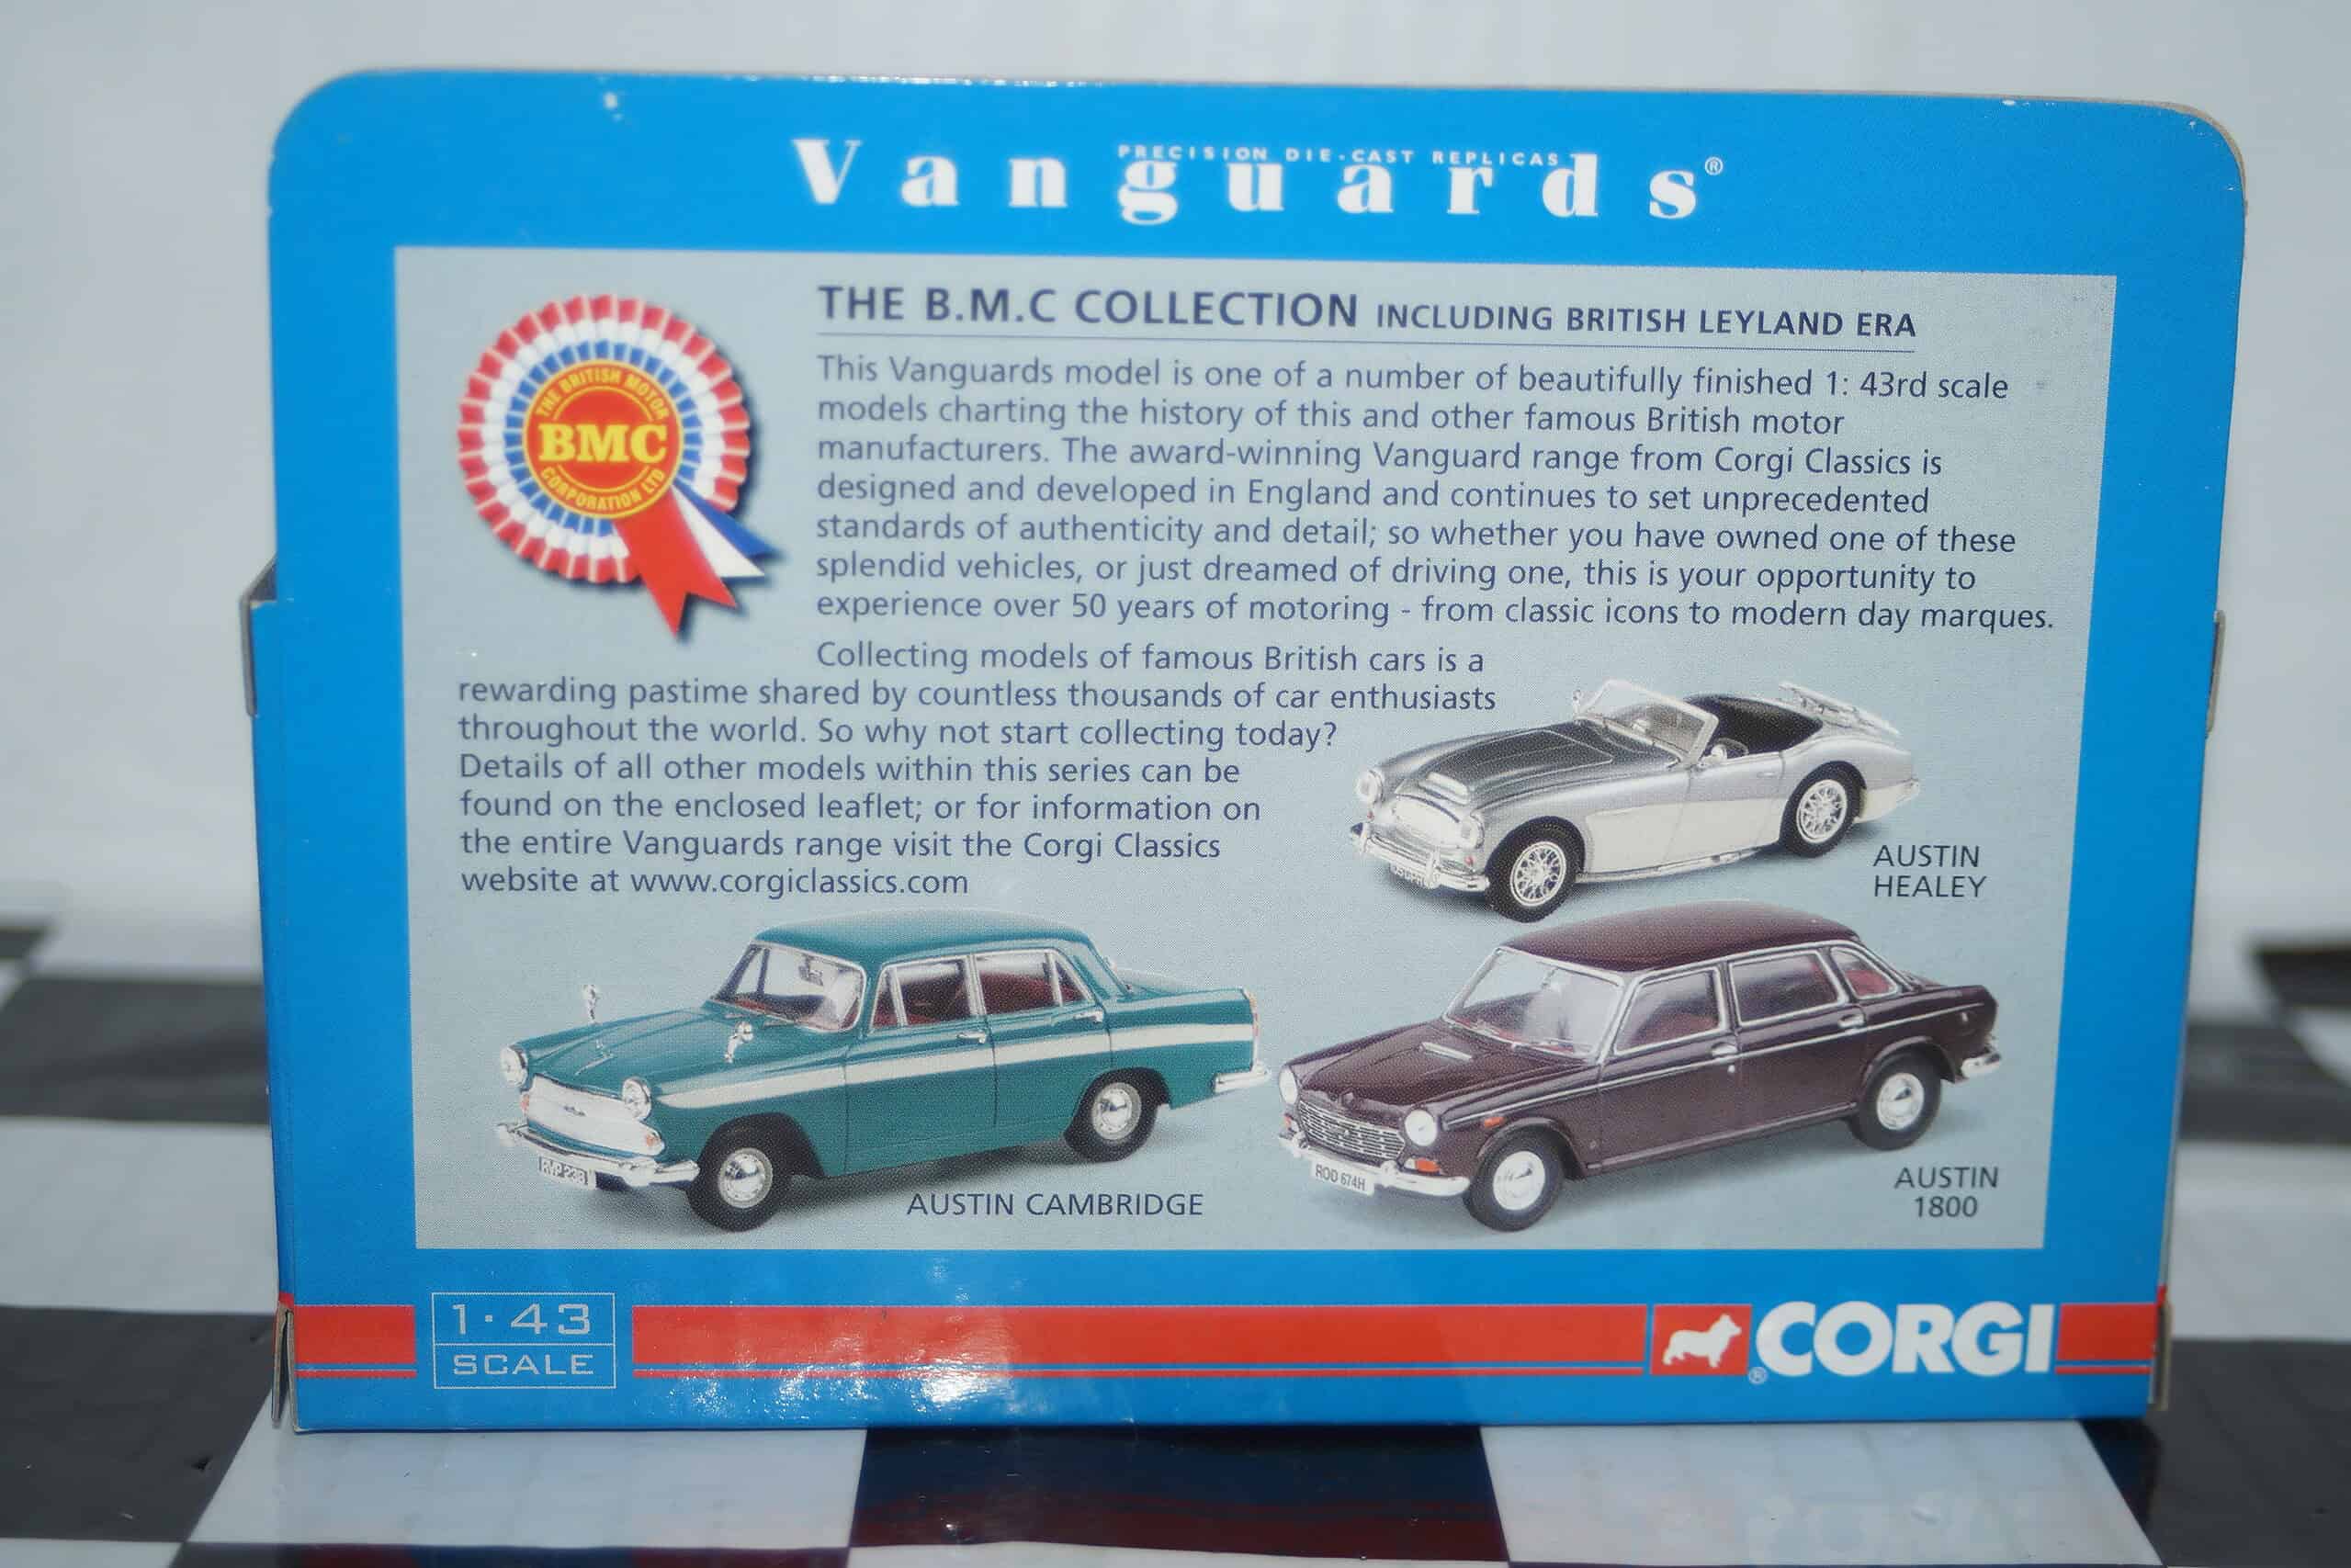 PRECISION DIE-CAST REPLICAS
Vanguards®
THE B.M.C COLLECTION INCLUDING BRITISH LEYLAND ERA
THE BRITISH MOTOR
BMC
CORPORATION LTD
This Vanguards model is one of a number of beautifully finished 1: 43rd scale
models charting the history of this and other famous British motor
manufacturers. The award-winning Vanguard range from Corgi Classics is
designed and developed in England and continues to set unprecedented
standards of authenticity and detail; so whether you have owned one of these
splendid vehicles, or just dreamed of driving one, this is your opportunity to
experience over 50 years of motoring - from classic icons to modern day marques.
Collecting models of famous British cars is a
rewarding pastime shared by countless thousands of car enthusiasts
throughout the world. So why not start collecting today?
Details of all other models within this series can be
found on the enclosed leaflet; or for information on
the entire Vanguards range visit the Corgi Classics
website at www.corgiclassics.com
AUSTIN
HEALEY
AUSTIN CAMBRIDGE
ROD 674H
AUSTIN
1800
1:43
SCALE
®CORGI